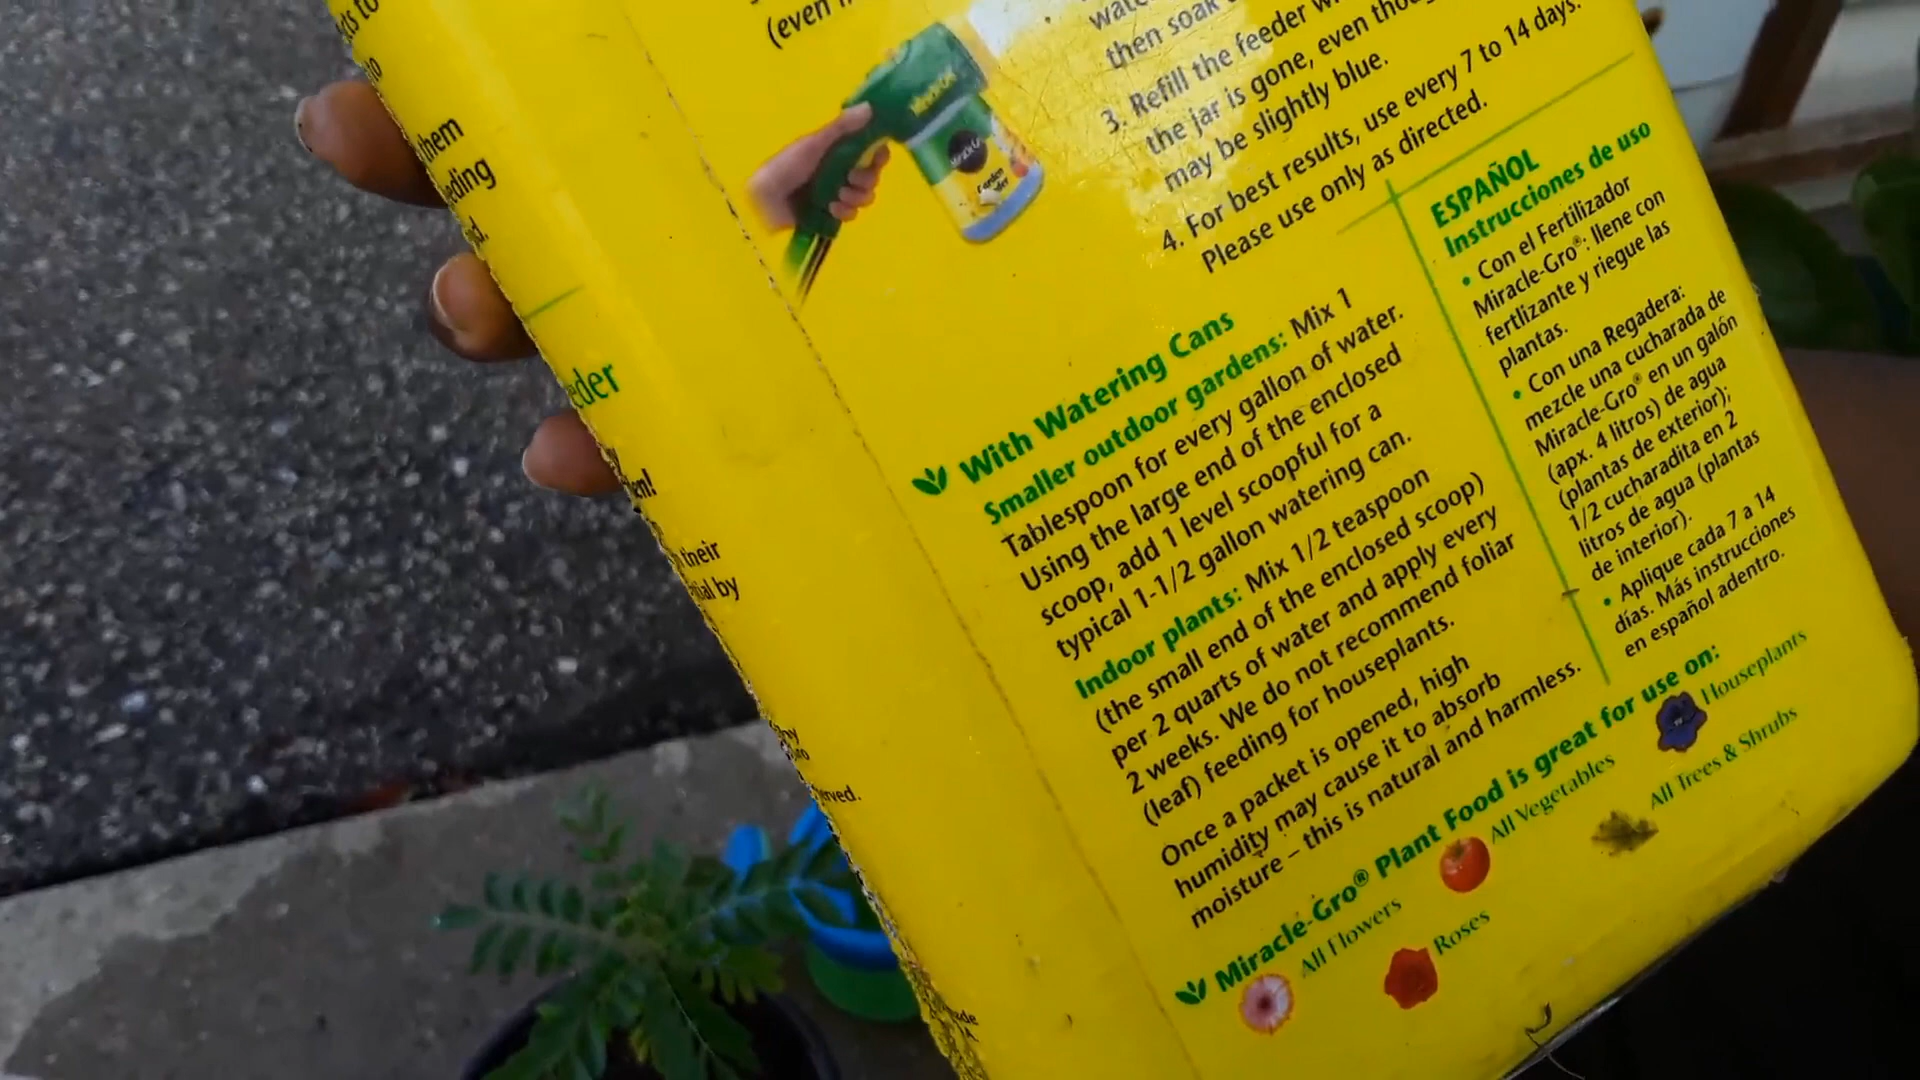 them
eding
eder
their
ial by
served.
(even
then soak
3. Refill the feeder
the jar is gone, even
may be slightly blue.
4. For best results, use every 7 to 14 days.
Please use only as directed.
With Watering Cans
Smaller outdoor gardens: Mix 1
Tablespoon for every gallon of water.
Using the large end of the enclosed
scoop, add 1 level scoopful for a
typical 1-1/2 gallon watering can.
Indoor plants: Mix 1/2 teaspoon
(the small end of the enclosed scoop)
per 2 quarts of water and apply every
2 weeks. We do not recommend foliar
(leaf) feeding for houseplants.
Once a packet is opened, high
humidity may cause it to absorb
moisture – this is natural and harmless.
ESPAÑOL
Instrucciones de uso
• Con el Fertilizador
Miracle-Gro®: llene con
fertlizante y riegue las
plantas.
• Con una Regadera:
mezcle una cucharada de
Miracle-Gro® en un galón
(apx. 4 litros) de agua
(plantas de exterior);
1/2 cucharadita en 2
litros de agua (plantas
de interior).
• Aplique cada 7 a 14
días. Más instrucciones
en español adentro.
Miracle-Gro® Plant Food is great for use on:
All Flowers
All Vegetables
Houseplants
Roses
All Trees & Shrubs